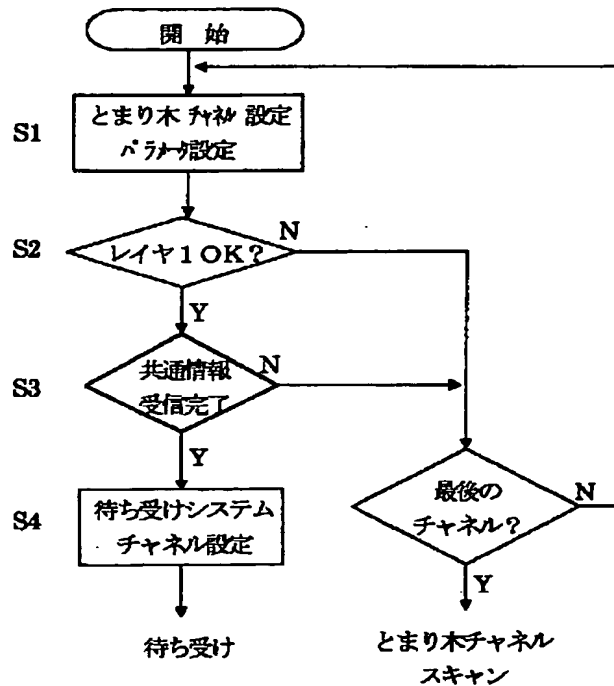 開 始
S1
とまり木 チャネル 設定
パラメータ設定
S2
レイヤ1OK?
N
Y
S3
共通情報
受信完了
N
Y
S4
待ち受けシステム
チャネル設定
最後の
チャネル?
N
Y
待ち受け
とまり木チャネル
スキャン